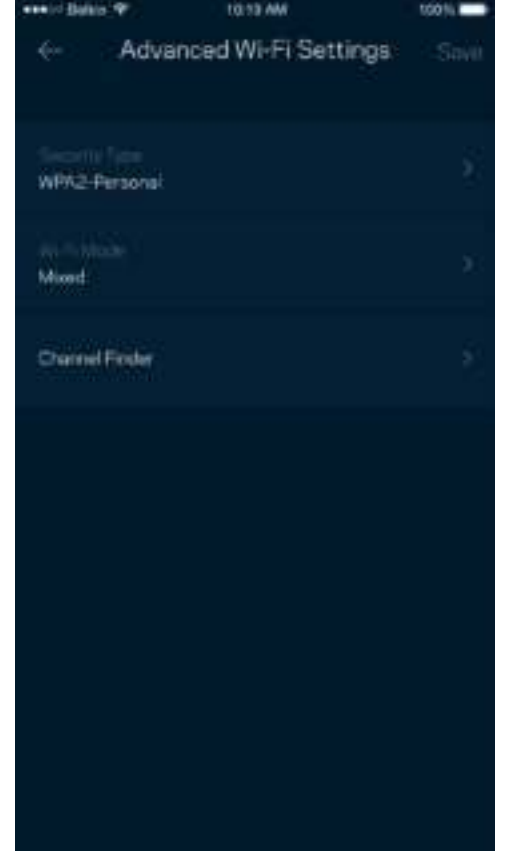 Belkin 10:13 AM 100%
Advanced Wi-Fi Settings Save
Security Type
WPA2-Personal
Wi-Fi Mode
Mixed
Channel Finder